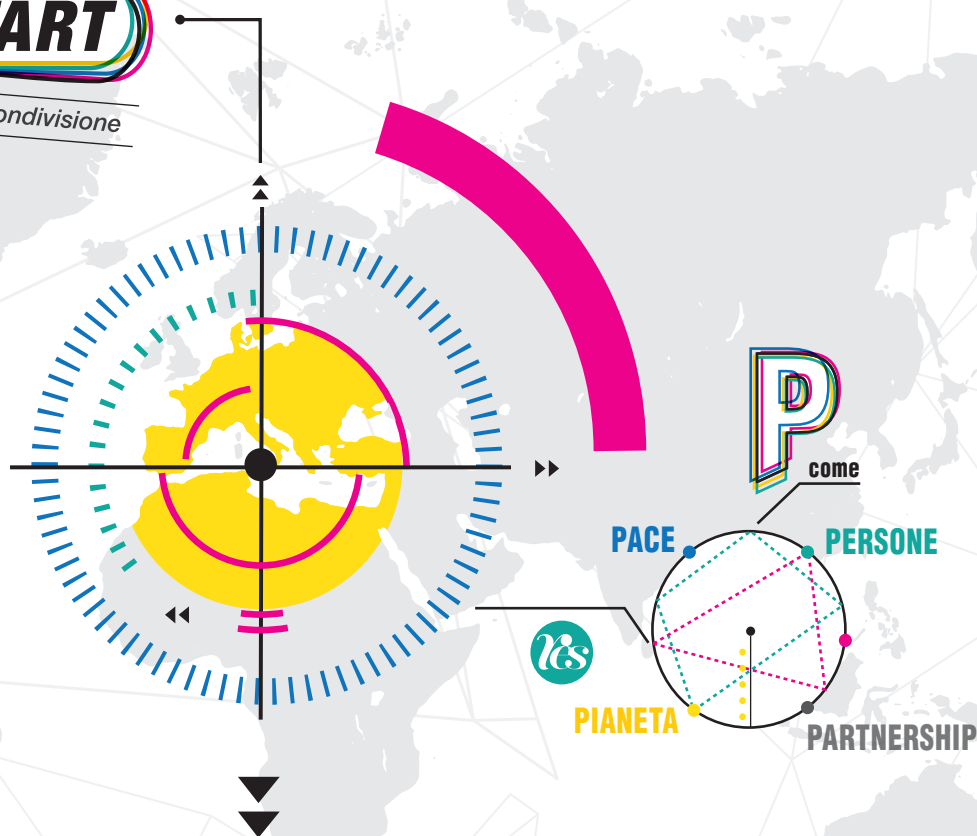 ART
ondivisione
P
come
PACE
PERSONE
PIANETA
PARTNERSHIP